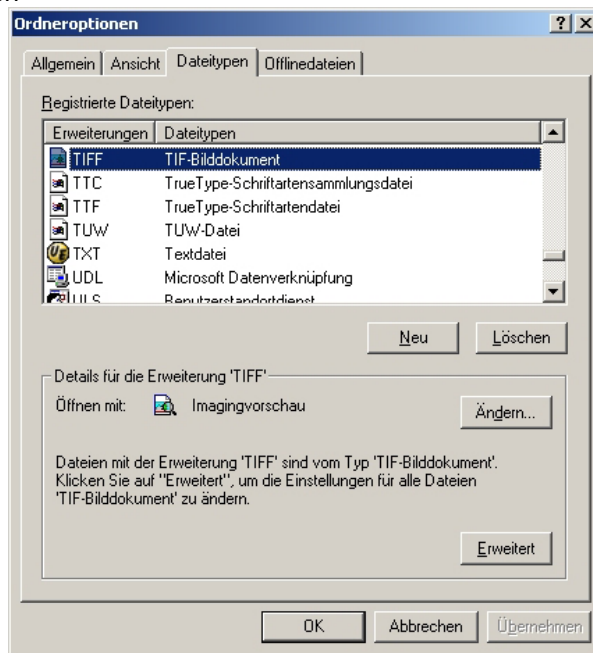 Ordneroptionen
Allgemein Ansicht Dateitypen Offlinedateien
Registrierte Dateitypen:
Erweiterungen Dateitypen
TIFF TIF-Bilddokument
TTC TrueType-Schriftartensammlungsdatei
TTF TrueType-Schriftartendatei
TUW TUW-Datei
TXT Textdatei
UDL Microsoft Datenverknüpfung
ULS Benutzerstandortdienst
Neu Löschen
Details für die Erweiterung 'TIFF'
Öffnen mit: Imagingvorschau
Ändern...
Dateien mit der Erweiterung 'TIFF' sind vom Typ 'TIF-Bilddokument'.
Klicken Sie auf "Erweitert", um die Einstellungen für alle Dateien
'TIF-Bilddokument' zu ändern.
Erweitert
OK Abbrechen Übernehmen